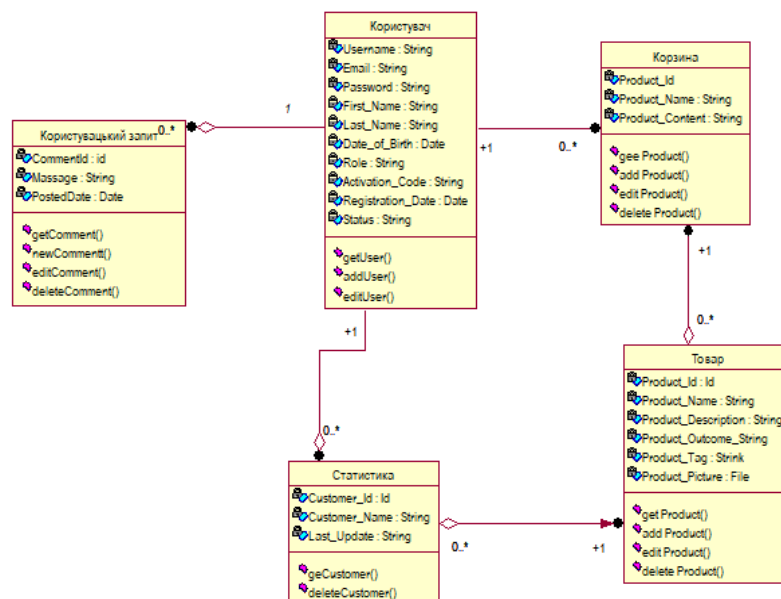 Користувач
Username : String
Email : String
Password : String
First_Name : String
Last_Name : String
Date_of_Birth : Date
Role : String
Activation_Code : String
Registration_Date : Date
Status : String
getUser()
addUser()
editUser()
Корзина
Product_Id
Product_Name : String
Product_Content : String
gee Product()
add Product()
edit Product()
delete Product()
Користувацький запит
CommentId : id
Massage : String
PostedDate : Date
getComment()
newCommentt()
editComment()
deleteComment()
0..*
1
+1
0..*
+1
0..*
+1
0..*
Товар
Product_Id : Id
Product_Name : String
Product_Description : String
Product_Outcome_String
Product_Tag : Strink
Product_Picture : File
get Product()
add Product()
edit Product()
delete Product()
Статистика
Customer_Id : Id
Customer_Name : String
Last_Update : String
geCustomer()
deleteCustomer()
0..*
+1